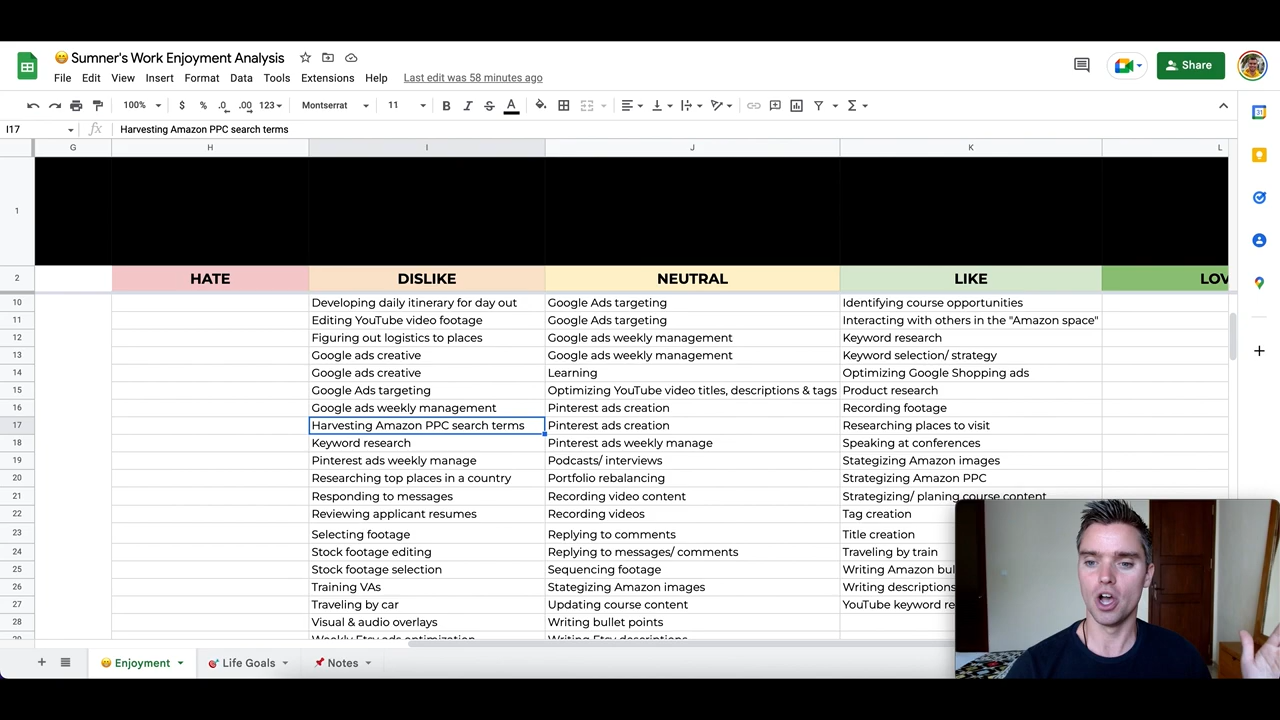 Sumner's Work Enjoyment Analysis
File Edit View Insert Format Data Tools Extensions Help Last edit was 58 minutes ago
Share
100% $ % .0 .00 123 Montserrat 11 B I S A
I17 fx Harvesting Amazon PPC search terms
G H I J K L
1
2 HATE DISLIKE NEUTRAL LIKE LOV
10 Developing daily itinerary for day out Google Ads targeting Identifying course opportunities
11 Editing YouTube video footage Google Ads targeting Interacting with others in the "Amazon space"
12 Figuring out logistics to places Google ads weekly management Keyword research
13 Google ads creative Google ads weekly management Keyword selection/ strategy
14 Google ads creative Learning Optimizing Google Shopping ads
15 Google Ads targeting Optimizing YouTube video titles, descriptions & tags Product research
16 Google ads weekly management Pinterest ads creation Recording footage
17 Harvesting Amazon PPC search terms Pinterest ads creation Researching places to visit
18 Keyword research Pinterest ads weekly manage Speaking at conferences
19 Pinterest ads weekly manage Podcasts/ interviews Stategizing Amazon images
20 Researching top places in a country Portfolio rebalancing Strategizing Amazon PPC
21 Responding to messages Recording video content Strategizing/ planing course content
22 Reviewing applicant resumes Recording videos Tag creation
23 Selecting footage Replying to comments Title creation
24 Stock footage editing Replying to messages/ comments Traveling by train
25 Stock footage selection Sequencing footage Writing Amazon bul
26 Training VAs Stategizing Amazon images Writing descriptions
27 Traveling by car Updating course content YouTube keyword re
28 Visual & audio overlays Writing bullet points
29 Weekly Etsy ads optimization Writing Etsy descriptions
Enjoyment Life Goals Notes